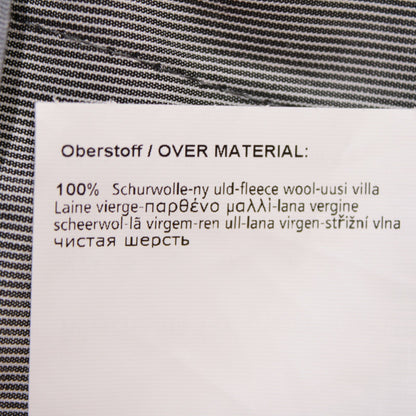 Oberstoff / OVER MATERIAL:
100% Schurwolle-ny uld-fleece wool-uusi villa
Laine vierge-παρθένο μαλλί-lana vergine
scheerwol-lã virgem-ren ull-lana virgen-střižní vlna
чистая шерсть